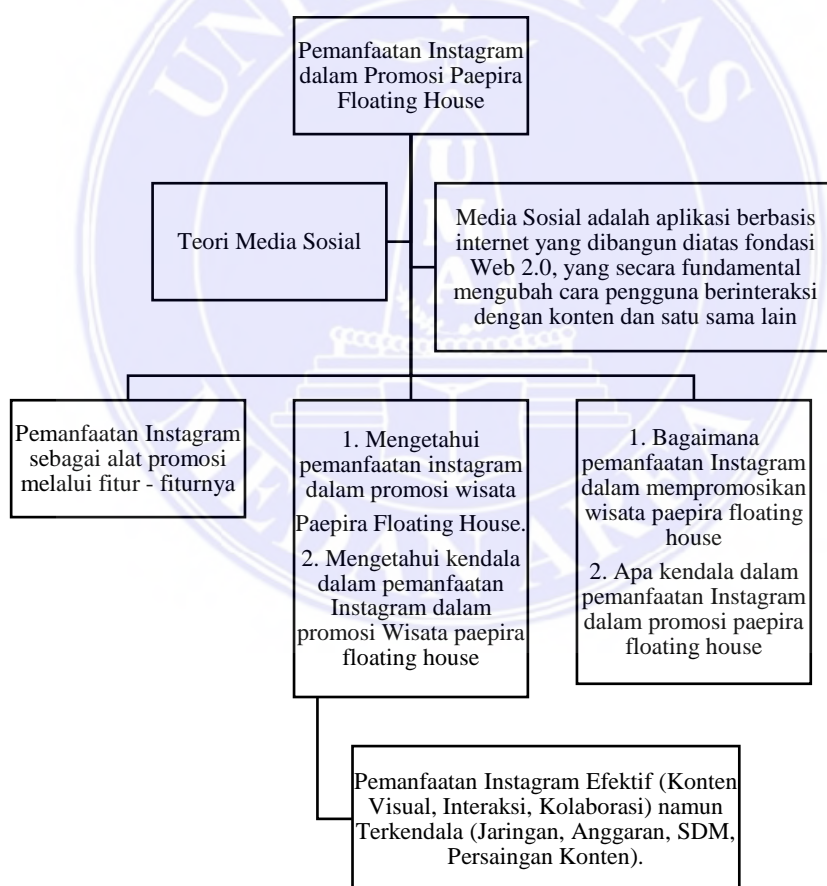 Pemanfaatan Instagram
dalam Promosi Paepira
Floating House
Teori Media Sosial
Media Sosial adalah aplikasi berbasis
internet yang dibangun diatas fondasi
Web 2.0, yang secara fundamental
mengubah cara pengguna berinteraksi
dengan konten dan satu sama lain
Pemanfaatan Instagram
sebagai alat promosi
melalui fitur - fiturnya
1. Mengetahui
pemanfaatan instagram
dalam promosi wisata
Paepira Floating House.
2. Mengetahui kendala
dalam pemanfaatan
Instagram dalam
promosi Wisata paepira
floating house
1. Bagaimana
pemanfaatan Instagram
dalam mempromosikan
wisata paepira floating
house
2. Apa kendala dalam
pemanfaatan Instagram
dalam promosi paepira
floating house
Pemanfaatan Instagram Efektif (Konten
Visual, Interaksi, Kolaborasi) namun
Terkendala (Jaringan, Anggaran, SDM,
Persaingan Konten).
UMA